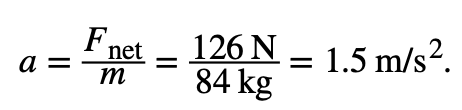 a = F_net / m = 126 N / 84 kg = 1.5 m/s².